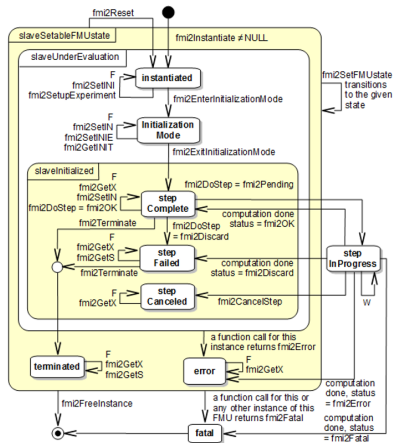 fmi2Reset
slaveSetableFMUstate
fmi2Instantiate ≠ NULL
slaveUnderEvaluation
F
fmi2SetINI
fmi2SetupExperiment
instantiated
fmi2SetFMUstate
transitions
to the given
state
fmi2EnterInitializationMode
F
fmi2SetIN
fmi2SetINIE
fmi2GetINIT
Initialization
Mode
fmi2ExitInitializationMode
slaveInitialized
F
fmi2GetX
fmi2SetIN
fmi2DoStep = fmi2OK
fmi2DoStep = fmi2Pending
step
Complete
computation done
status = fmi2OK
fmi2Terminate
fmi2DoStep
= fmi2Discard
F
fmi2GetX
fmi2GetS
step
Failed
computation done
status = fmi2Discard
step
InProgress
fmi2Terminate
F
fmi2GetX
step
Canceled
fmi2CancelStep
W
a function call for this
instance returns fmi2Error
terminated
F
fmi2GetX
fmi2GetS
error
F
fmi2GetX
computation
done, status
= fmi2Error
fmi2FreeInstance
a function call for this or
any other instance of this
FMU returns fmi2Fatal
computation
done, status
= fmi2Fatal
fatal